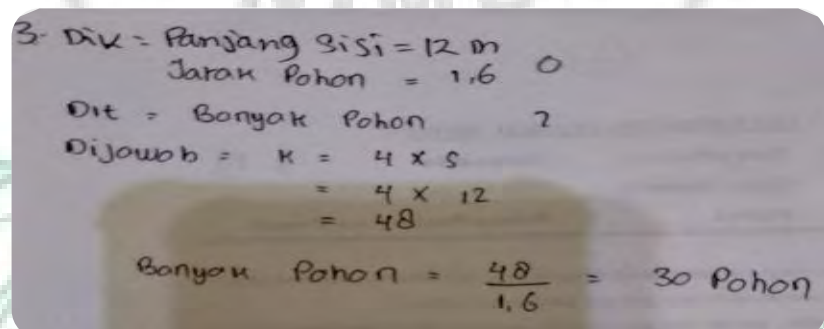 3. Dik = Panjang Sisi = 12 m
Jarak Pohon = 1,6
Dit = Banyak Pohon ?
Dijawab = K = 4 x s
= 4 x 12
= 48
Banyak Pohon = 48/1,6 = 30 Pohon